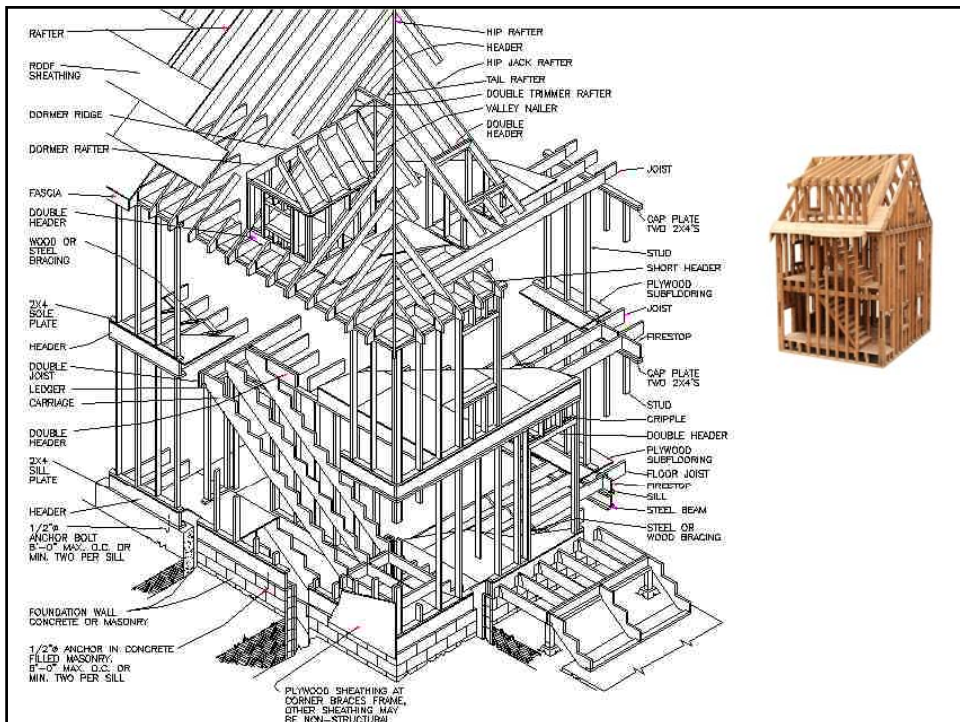 RAFTER
ROOF
SHEATHING
DORMER RIDGE
DORMER RAFTER
FASCIA
DOUBLE
HEADER
WOOD OR
STEEL
BRACING
2X4
SOLE
PLATE
HEADER
DOUBLE
JOIST
LEDGER
CARRIAGE
DOUBLE
HEADER
2X4
SILL
PLATE
HEADER
1/2"ø
ANCHOR BOLT
8'-0" MAX. O.C. OR
MIN. TWO PER SILL
FOUNDATION WALL
CONCRETE OR MASONRY
1/2"ø ANCHOR IN CONCRETE
FILLED MASONRY.
8'-0" MAX. O.C. OR
MIN. TWO PER SILL
PLYWOOD SHEATHING AT
CORNER BRACES FRAME,
OTHER SHEATHING MAY
BE NON-STRUCTURAL
HIP RAFTER
HEADER
HIP JACK RAFTER
TAIL RAFTER
DOUBLE TRIMMER RAFTER
VALLEY NAILER
DOUBLE
HEADER
JOIST
CAP PLATE
TWO 2X4'S
STUD
SHORT HEADER
PLYWOOD
SUBFLOORING
JOIST
FIRESTOP
CAP PLATE
TWO 2X4'S
STUD
CRIPPLE
DOUBLE HEADER
PLYWOOD
SUBFLOORING
FLOOR JOIST
FIRESTOP
SILL
STEEL BEAM
STEEL OR
WOOD BRACING